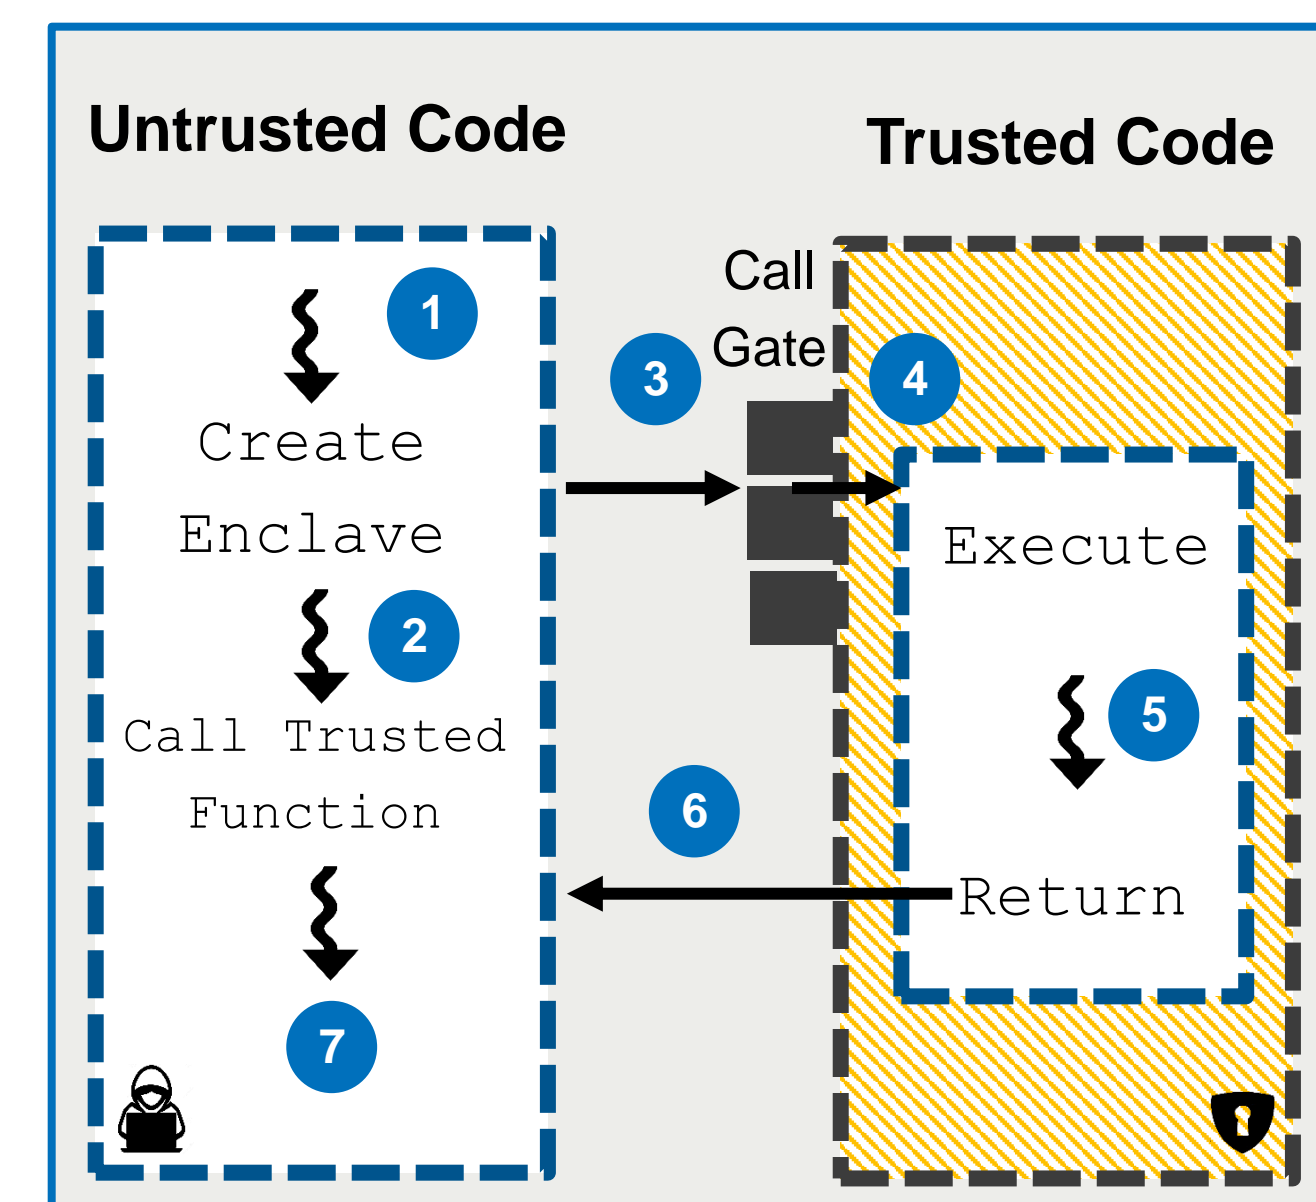 Untrusted Code
Trusted Code
1
Create
Enclave
2
Call Trusted
Function
7
3
Call
Gate
4
Execute
5
6
Return